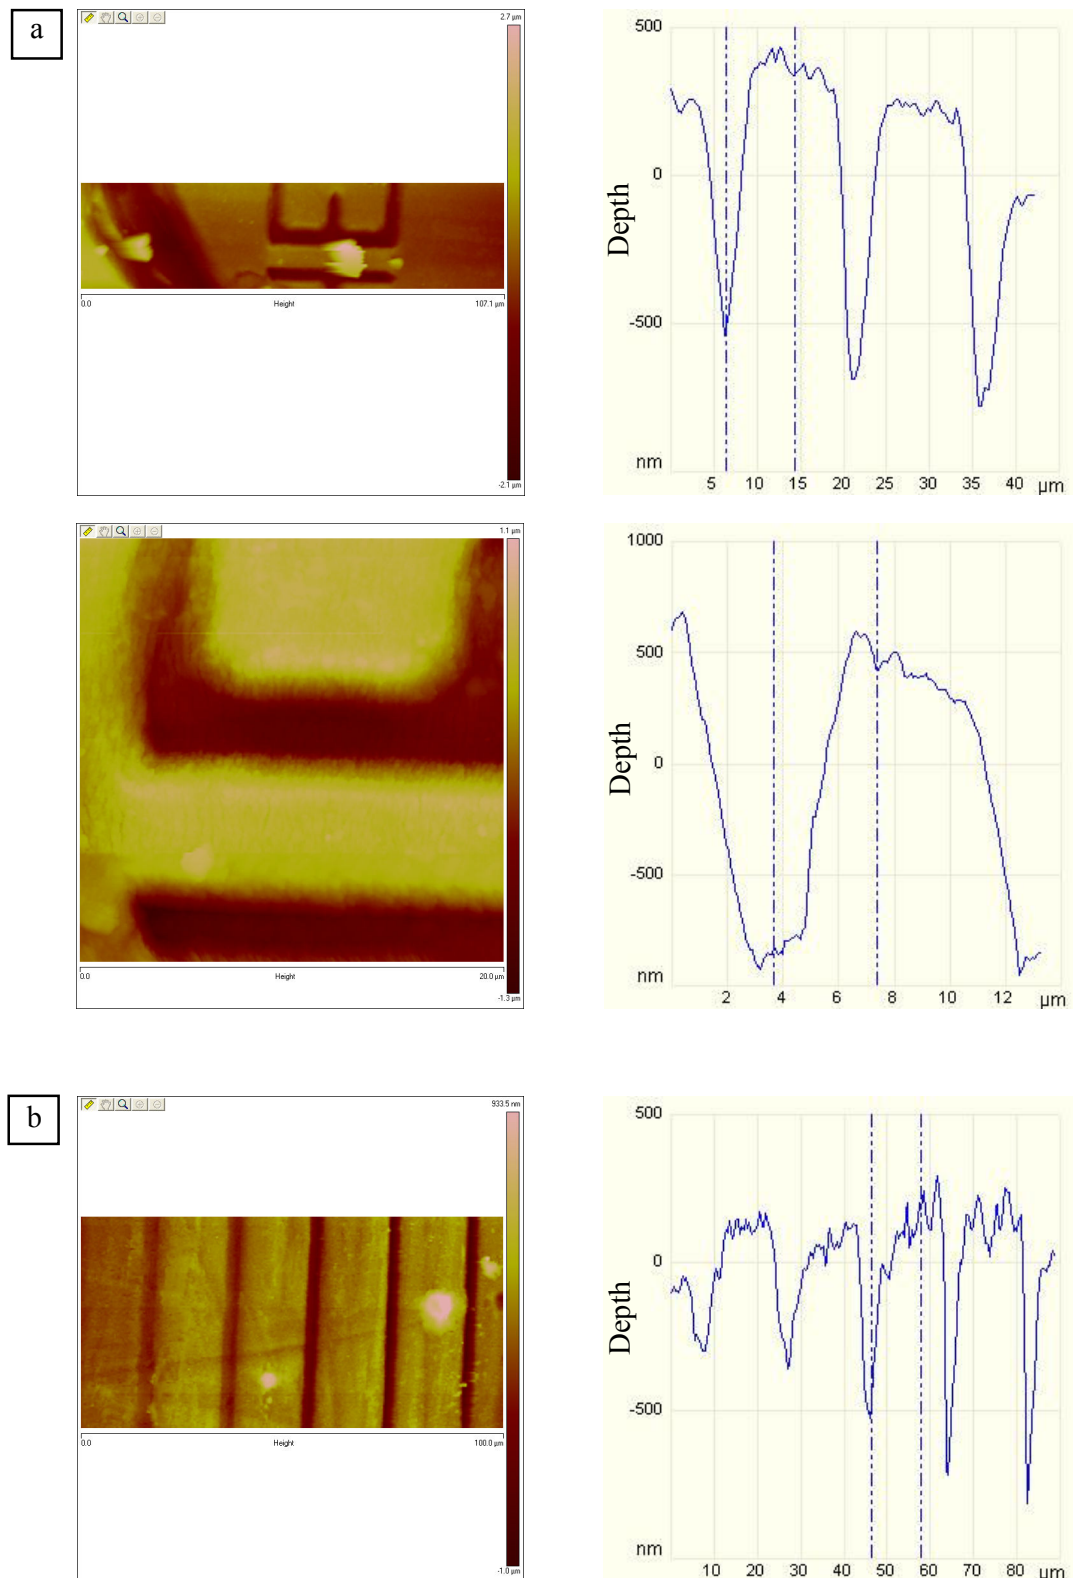 a
2.7 µm
0.0 Height 107.1 µm
-2.1 µm
500
0
-500
nm
Depth
5 10 15 20 25 30 35 40 µm
1.1 µm
0.0 Height 20.0 µm
-1.3 µm
1000
500
0
-500
nm
Depth
2 4 6 8 10 12 µm
b
933.5 nm
0.0 Height 100.0 µm
-1.0 µm
500
0
-500
nm
Depth
10 20 30 40 50 60 70 80 µm